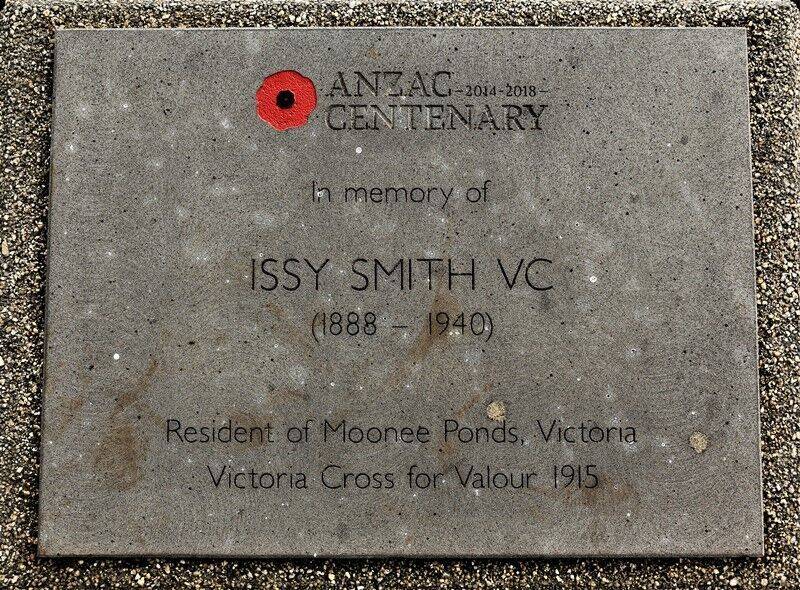 ANZAC –2014-2018–
CENTENARY
In memory of
ISSY SMITH VC
(1888 – 1940)
Resident of Moonee Ponds, Victoria
Victoria Cross for Valour 1915